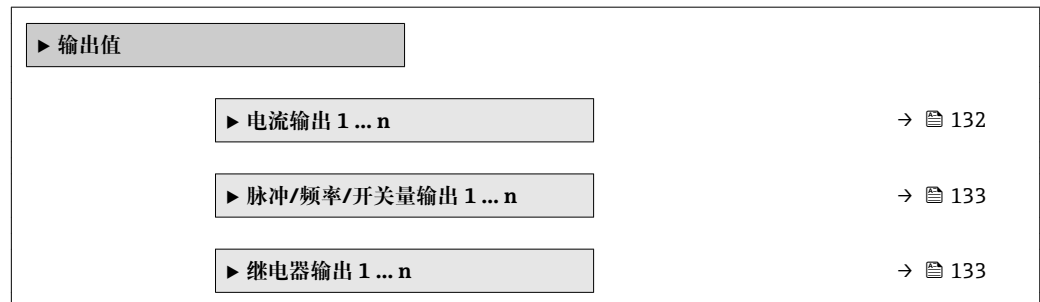 ▶ 输出值
▶ 电流输出 1 … n → 🖹 132
▶ 脉冲/频率/开关量输出 1 … n → 🖹 133
▶ 继电器输出 1 … n → 🖹 133